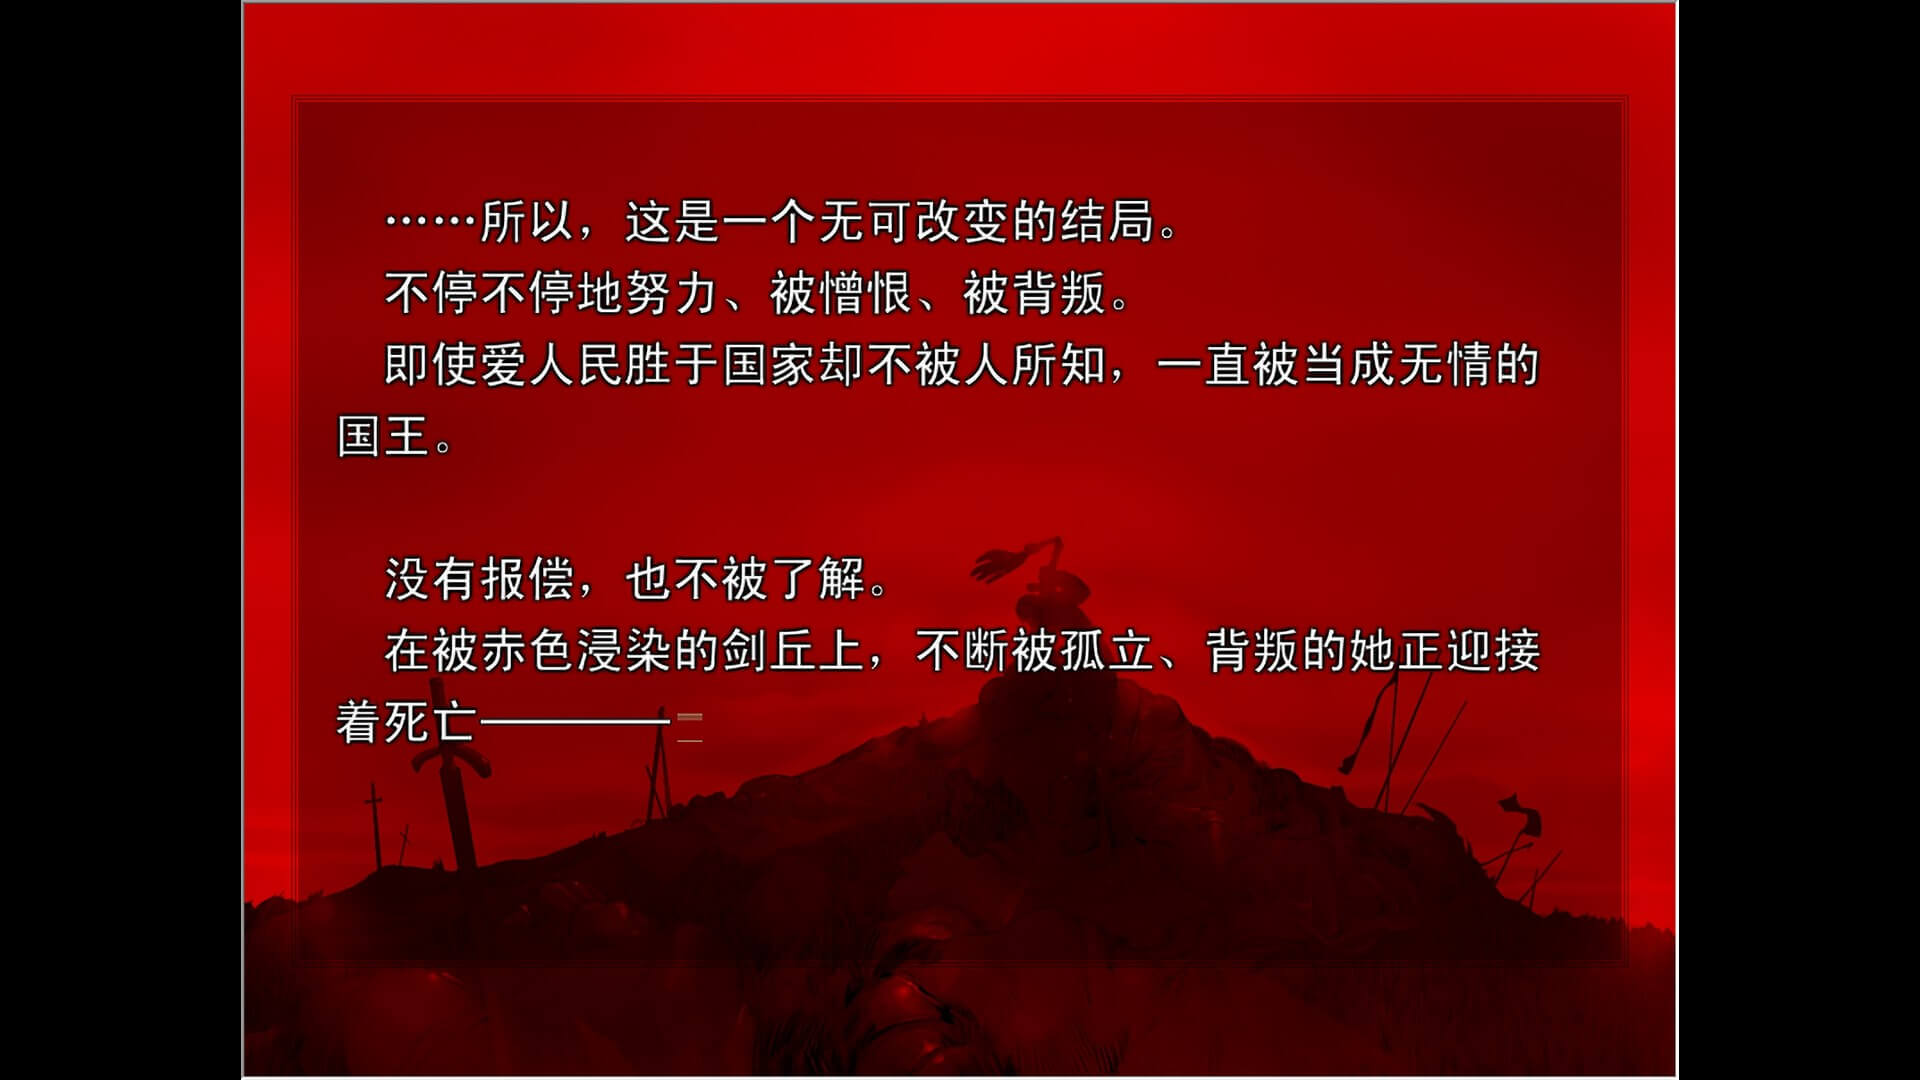 ……所以，这是一个无可改变的结局。
不停不停地努力、被憎恨、被背叛。
即使爱人民胜于国家却不被人所知，一直被当成无情的
国王。
没有报偿，也不被了解。
在被赤色浸染的剑丘上，不断被孤立、背叛的她正迎接
着死亡————